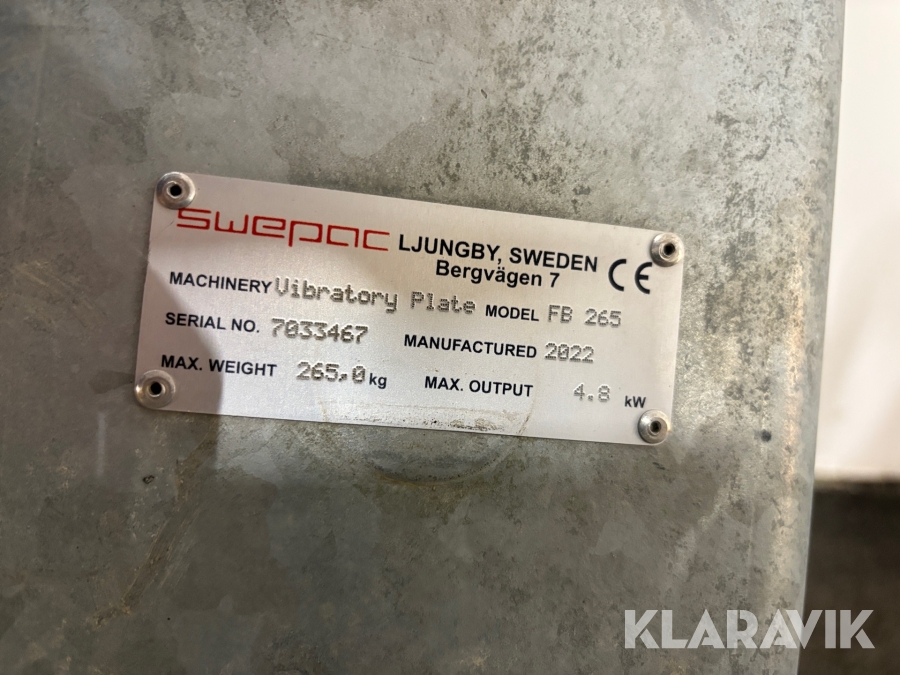 swepac LJUNGBY, SWEDEN
Bergvägen 7 CE
MACHINERY Vibratory Plate MODEL FB 265
SERIAL NO. 7033467 MANUFACTURED 2022
MAX. WEIGHT 265,0 kg MAX. OUTPUT 4.8 kW
KLARAVIK